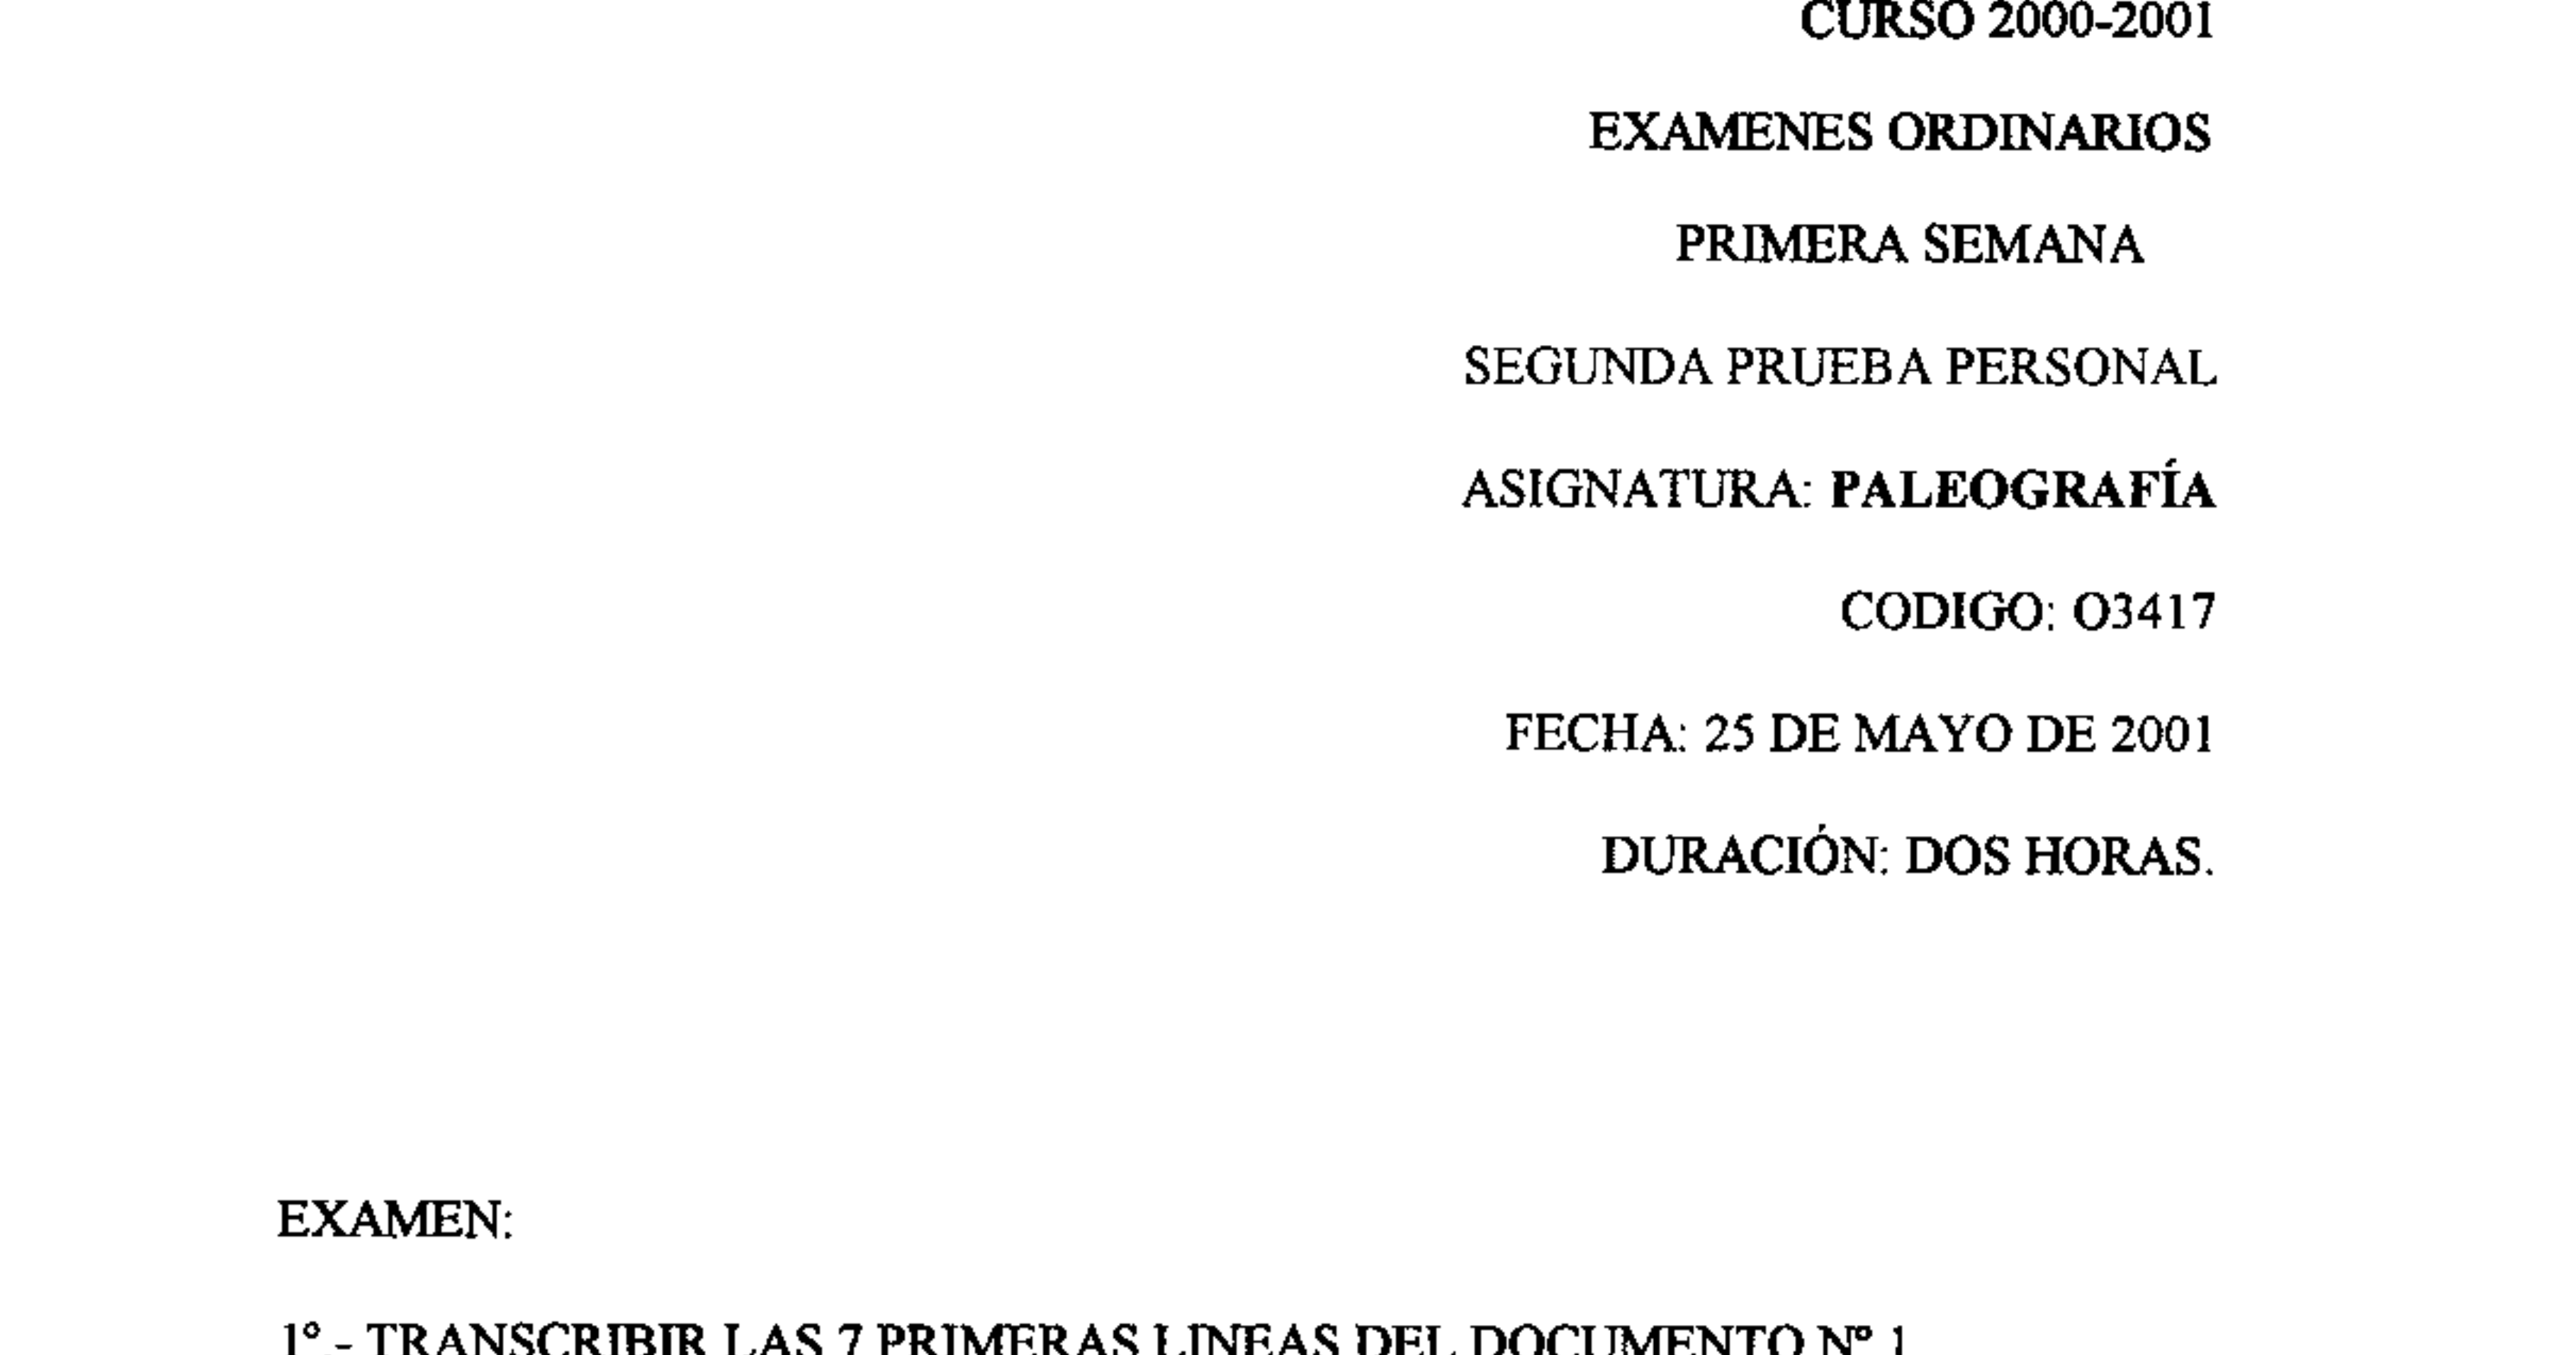 CURSO 2000-2001
EXAMENES ORDINARIOS
PRIMERA SEMANA
SEGUNDA PRUEBA PERSONAL
ASIGNATURA: PALEOGRAFÍA
CODIGO: O3417
FECHA: 25 DE MAYO DE 2001
DURACIÓN: DOS HORAS.
EXAMEN:
1º.- TRANSCRIBIR LAS 7 PRIMERAS LINEAS DEL DOCUMENTO Nº 1